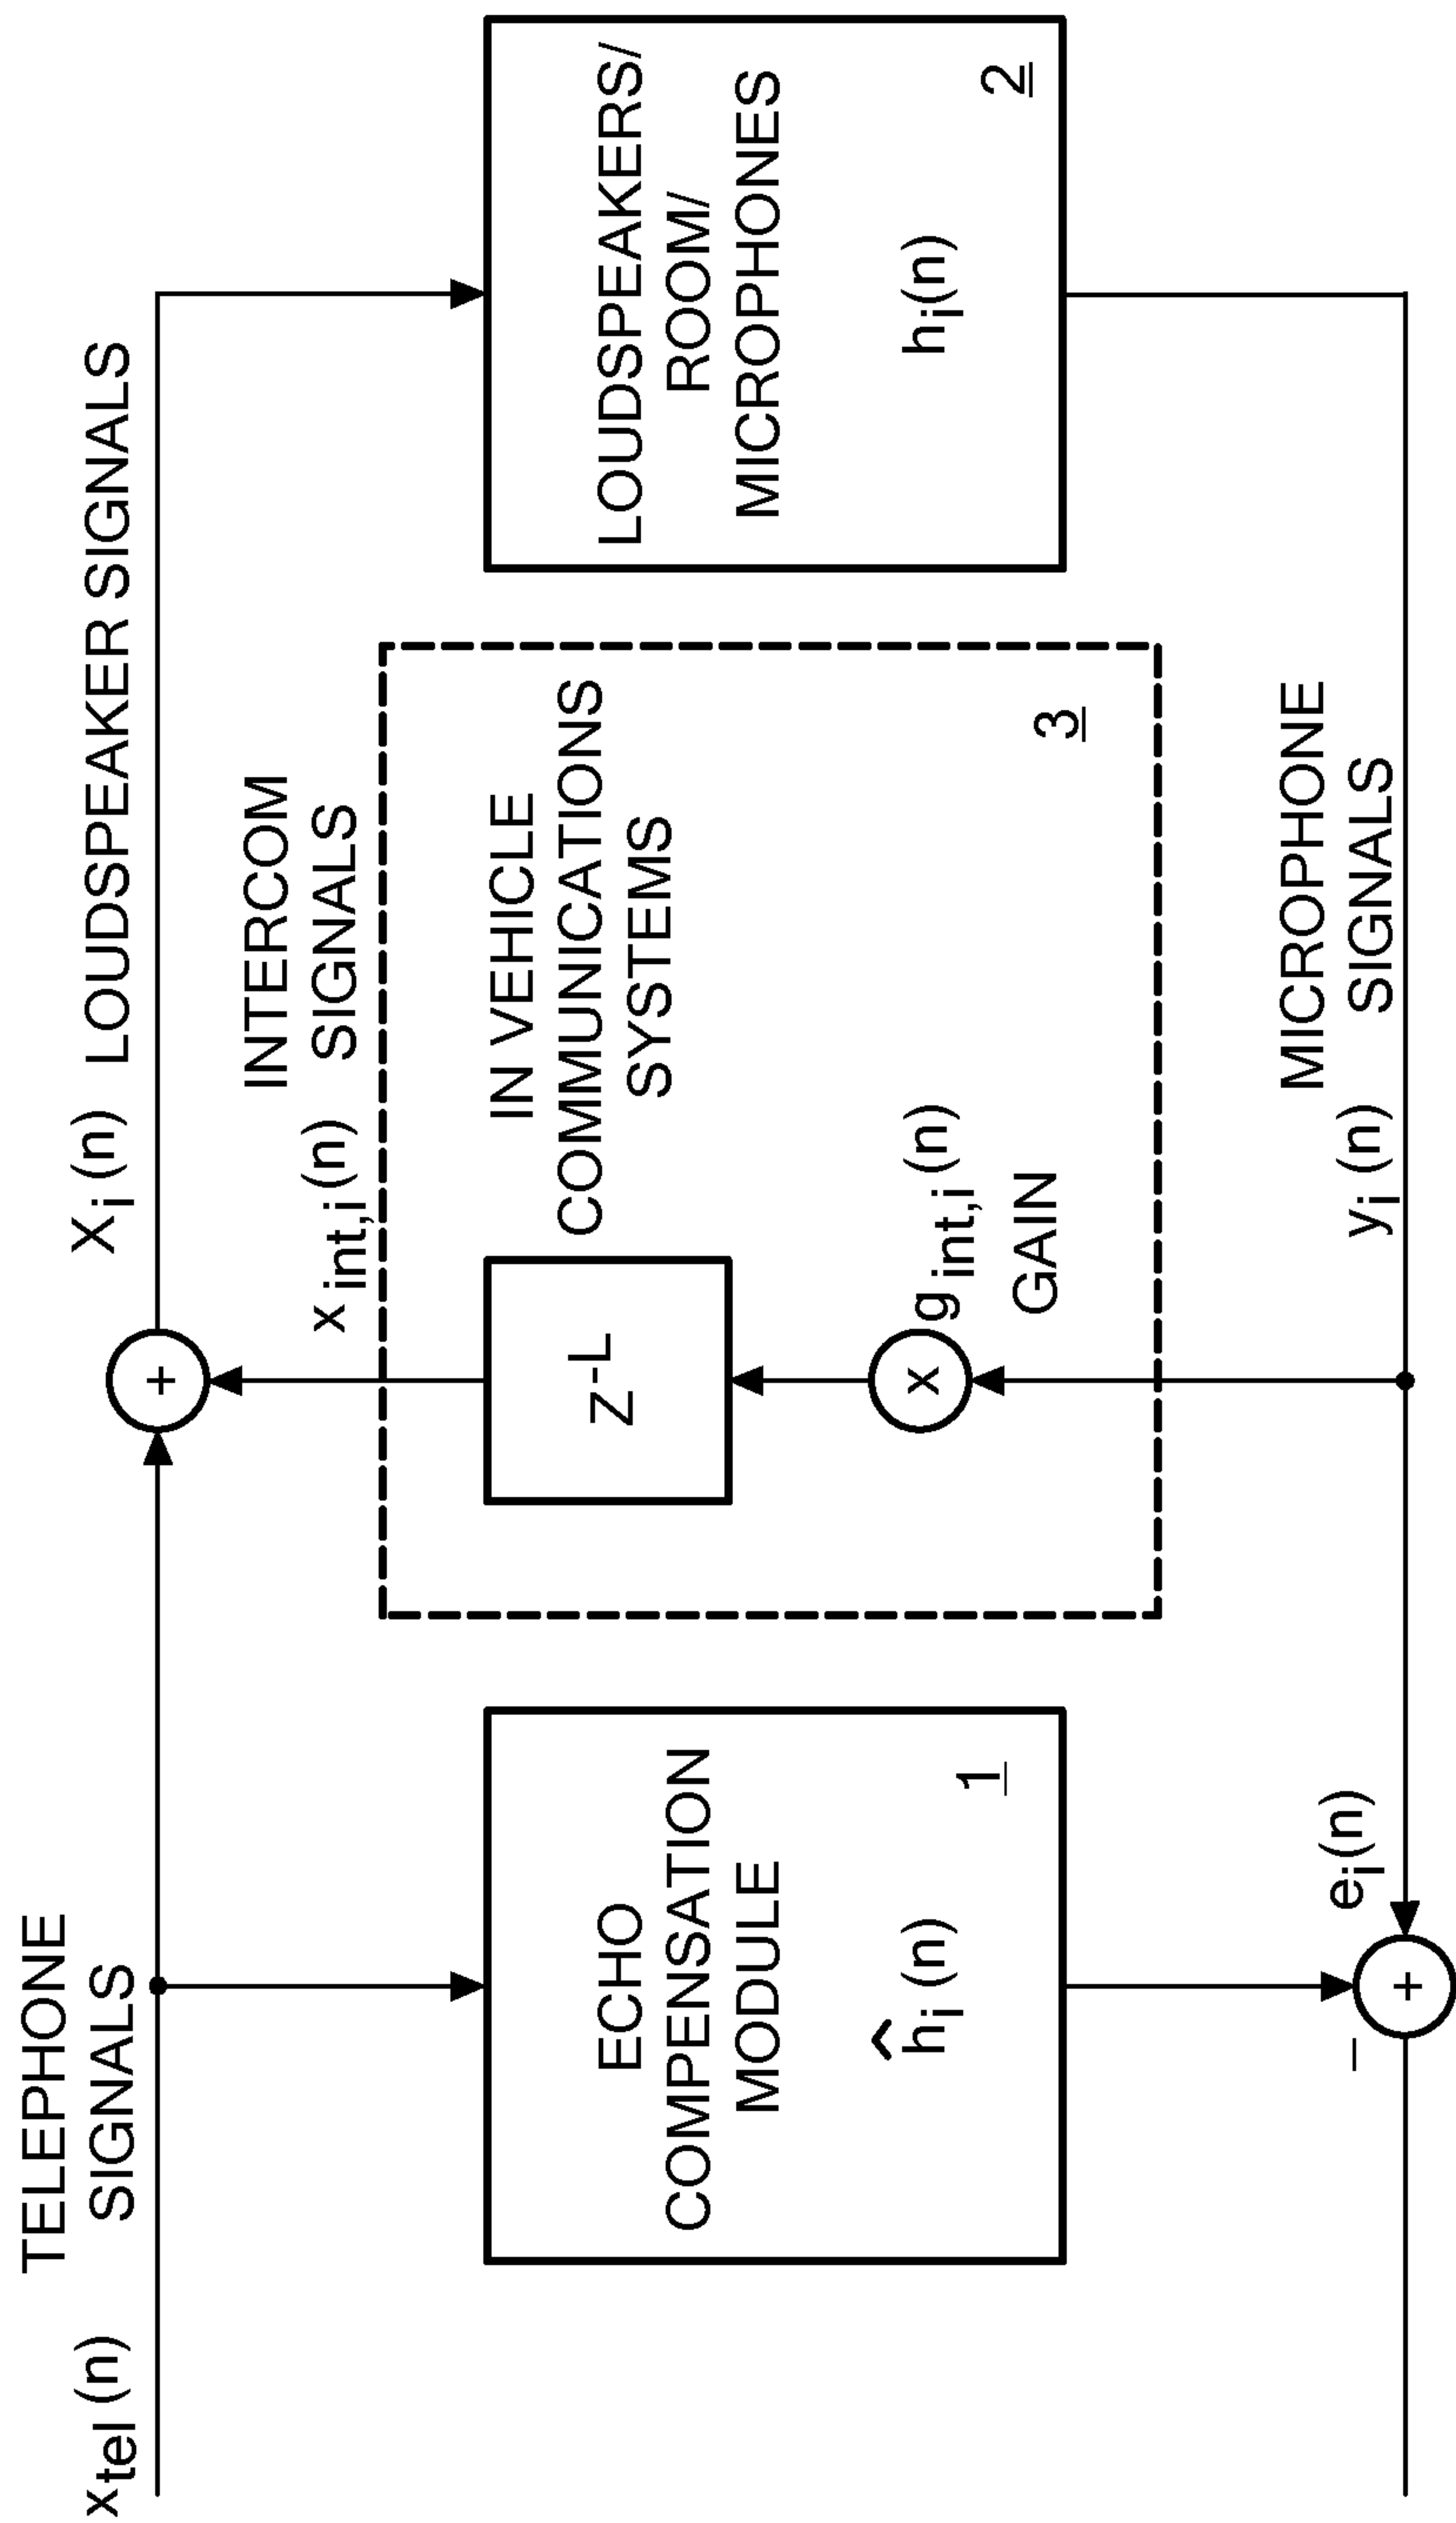 TELEPHONE
x_tel (n) SIGNALS
X_i (n) LOUDSPEAKER SIGNALS
+
INTERCOM
x_int,i (n) SIGNALS
ECHO
COMPENSATION
MODULE
ĥ_i (n)
1
IN VEHICLE
COMMUNICATIONS
SYSTEMS
Z^-L
x
g_int,i (n)
GAIN
3
LOUDSPEAKERS/
ROOM/
MICROPHONES
h_i(n)
2
MICROPHONE
y_i (n) SIGNALS
e_i(n)
−
+